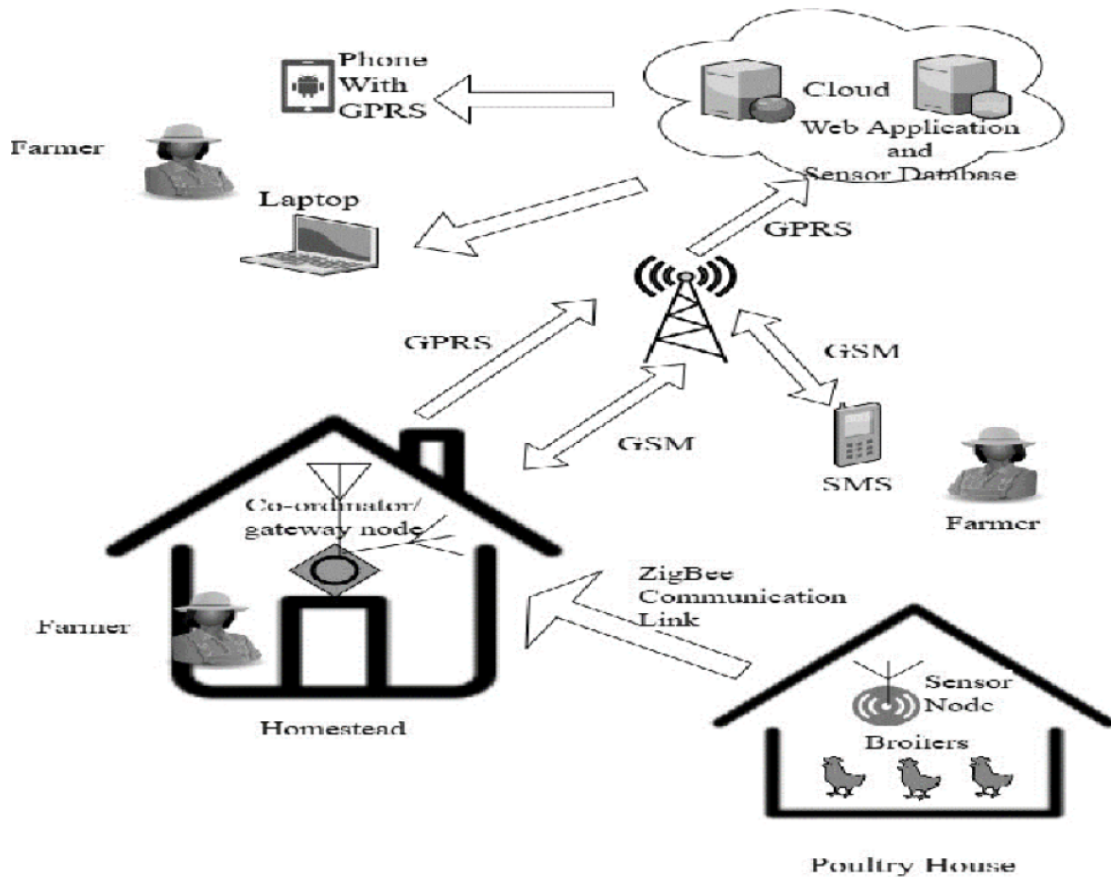 Phone
With
GPRS
Cloud
Web Application
and
Sensor Database
Farmer
Laptop
GPRS
GPRS
GSM
GSM
SMS
Farmer
Co-ordinator/
gateway node
ZigBee
Communication
Link
Farmer
Homestead
Sensor
Node
Broilers
Poultry House